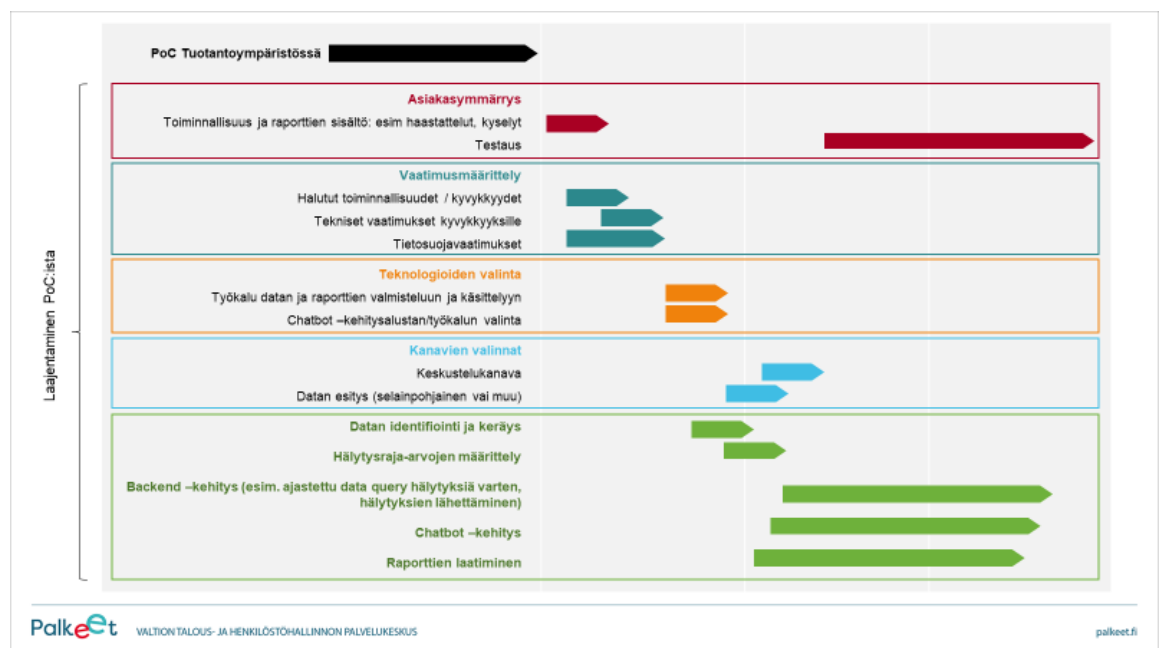 PoC Tuotantoympäristössä
Laajentaminen PoC:ista
Asiakasymmärrys
Toiminnallisuus ja raporttien sisältö: esim haastattelut, kyselyt
Testaus
Vaatimusmäärittely
Halutut toiminnallisuudet / kyvykkyydet
Tekniset vaatimukset kyvykkyyksille
Tietosuojavaatimukset
Teknologioiden valinta
Työkalu datan ja raporttien valmisteluun ja käsittelyyn
Chatbot –kehitysalustan/työkalun valinta
Kanavien valinnat
Keskustelukanava
Datan esitys (selainpohjainen vai muu)
Datan identifiointi ja keräys
Hälytysraja-arvojen määrittely
Backend –kehitys (esim. ajastettu data query hälytyksiä varten,
hälytyksien lähettäminen)
Chatbot –kehitys
Raporttien laatiminen
Palkeet
VALTION TALOUS- JA HENKILÖSTÖHALLINNON PALVELUKESKUS
palkeet.fi